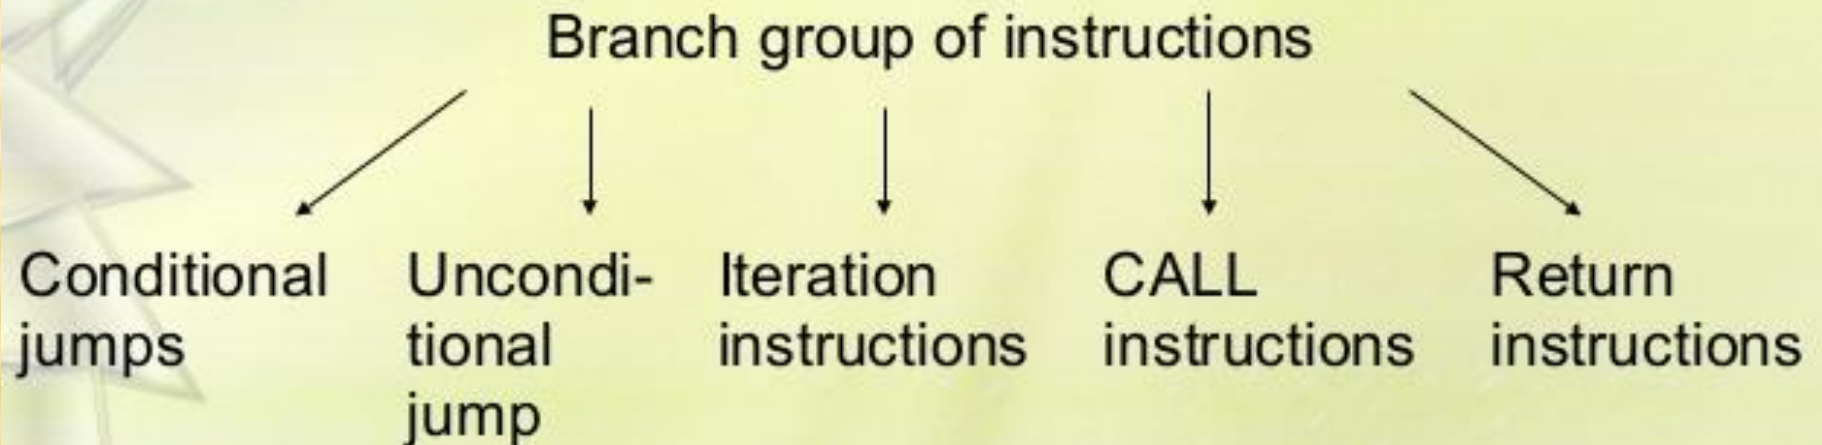 Branch group of instructions
Conditional
jumps
Uncondi-
tional
jump
Iteration
instructions
CALL
instructions
Return
instructions